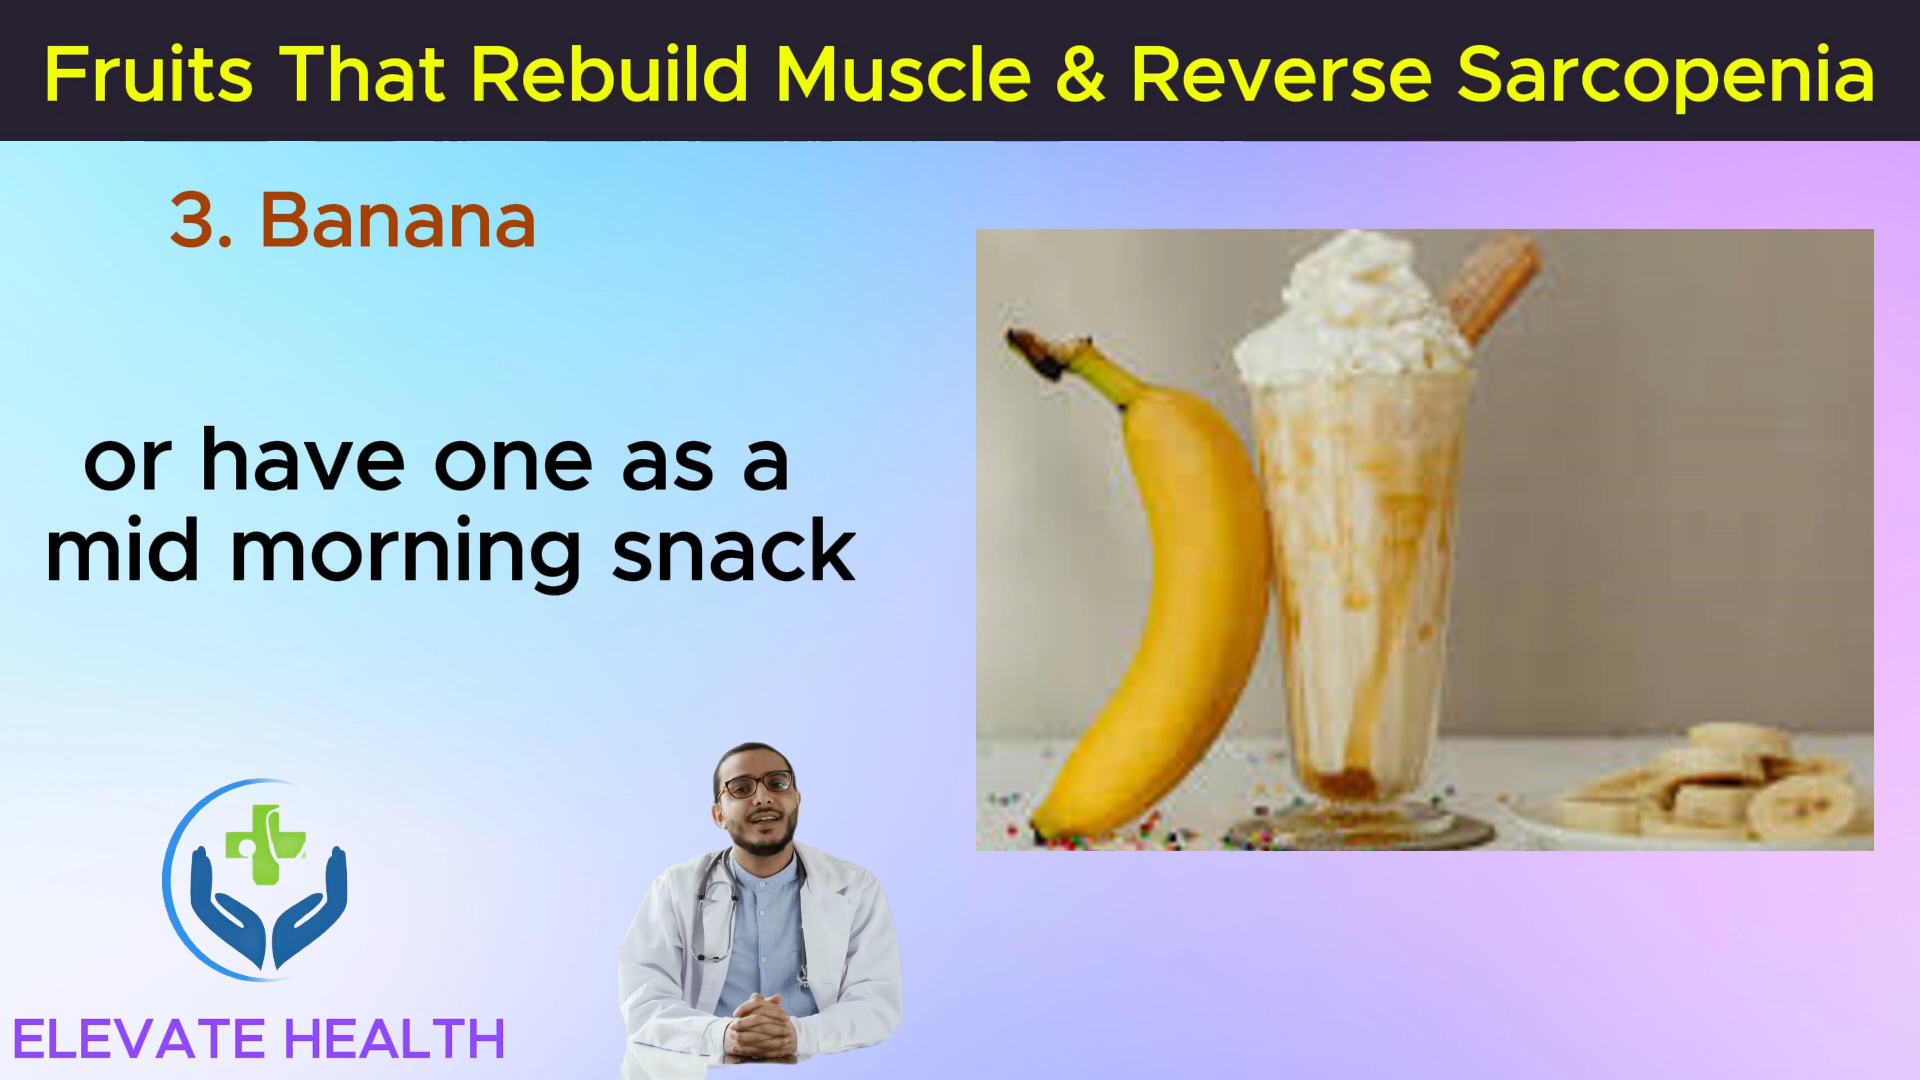 Fruits That Rebuild Muscle & Reverse Sarcopenia
3. Banana
or have one as a
mid morning snack
ELEVATE HEALTH